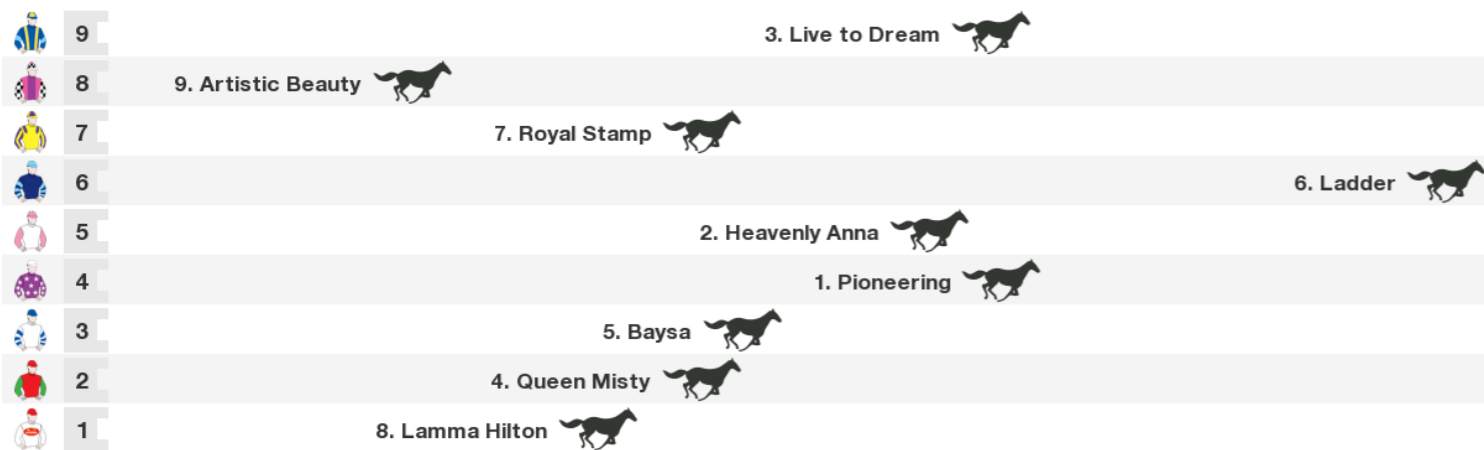 9 3. Live to Dream
8 9. Artistic Beauty
7 7. Royal Stamp
6 6. Ladder
5 2. Heavenly Anna
4 1. Pioneering
3 5. Baysa
2 4. Queen Misty
1 8. Lamma Hilton